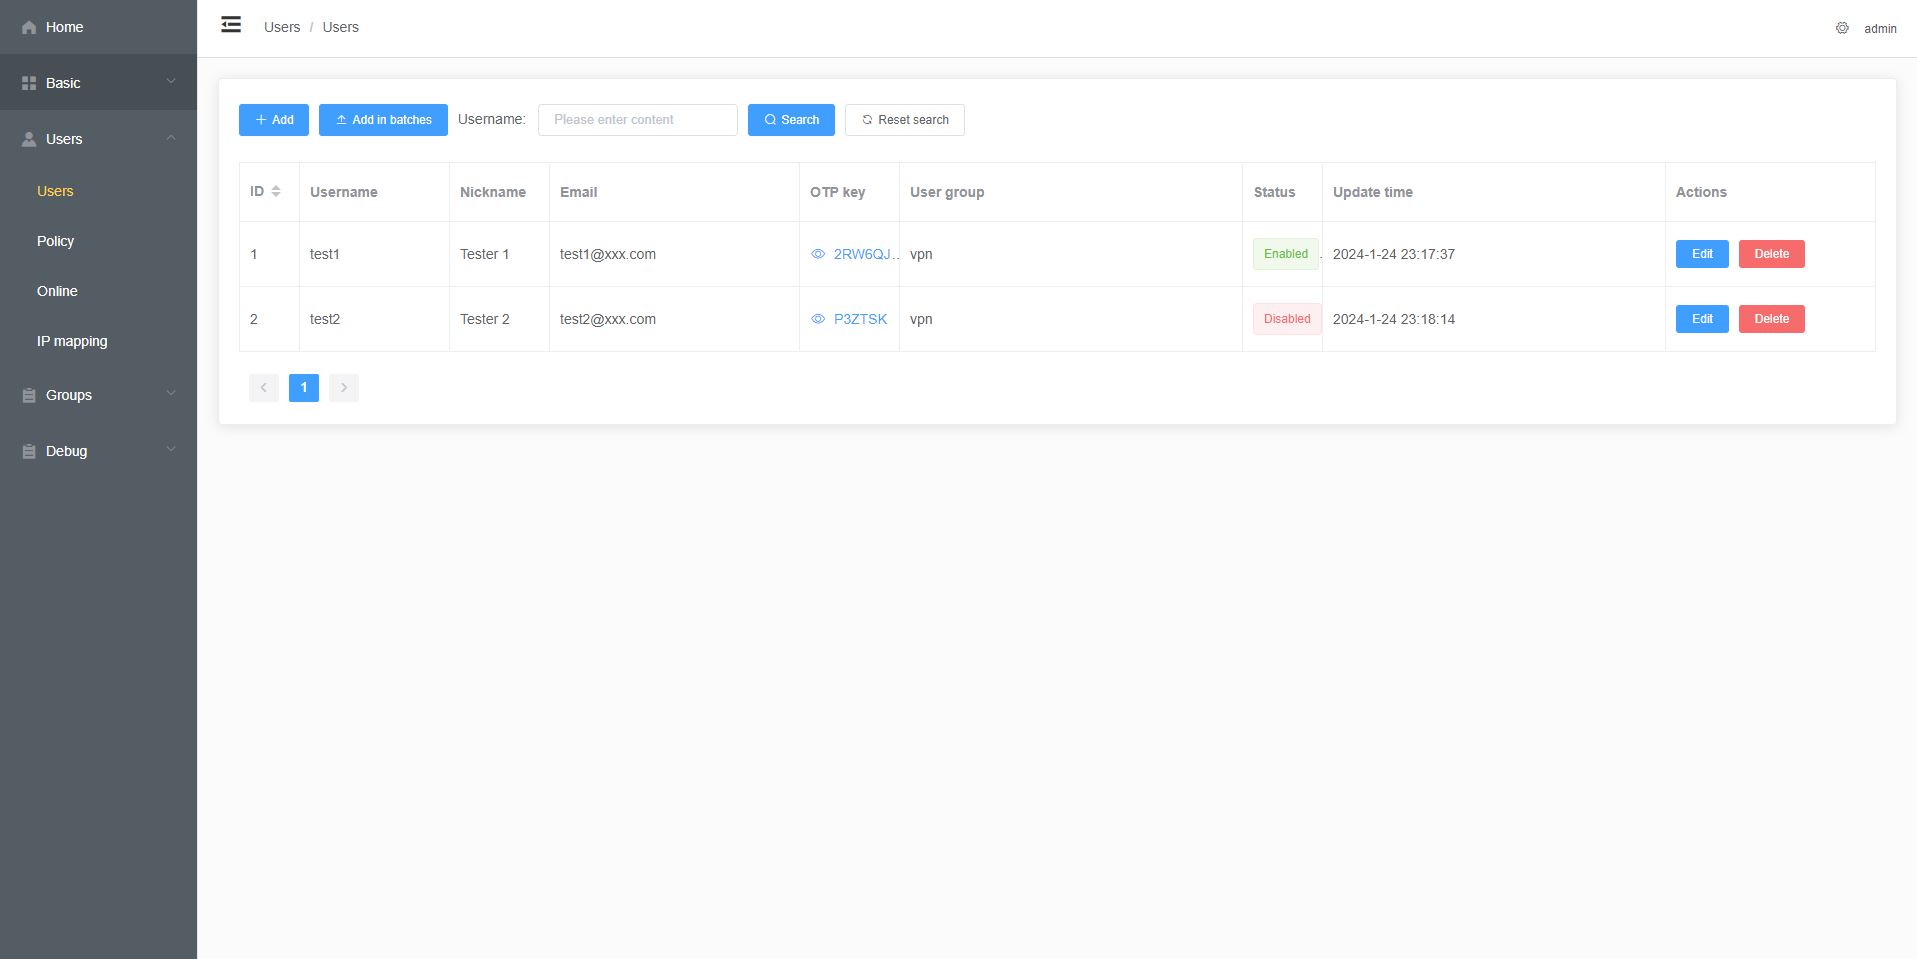 Home
Basic
Users
Users
Policy
Online
IP mapping
Groups
Debug
Users / Users
admin
Add Add in batches Username: Please enter content Search Reset search
ID Username Nickname Email OTP key User group Status Update time Actions
1 test1 Tester 1 test1@xxx.com 2RW6QJ... vpn Enabled 2024-1-24 23:17:37 Edit Delete
2 test2 Tester 2 test2@xxx.com P3ZTSK vpn Disabled 2024-1-24 23:18:14 Edit Delete
1